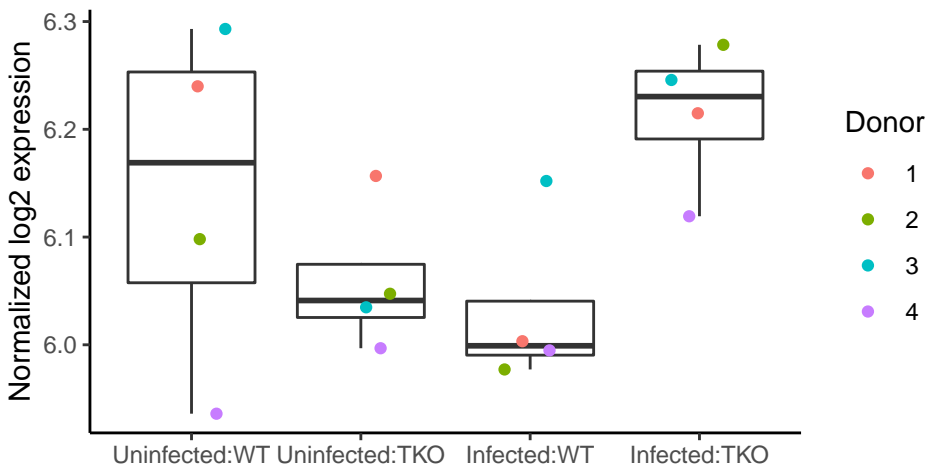 Normalized log2 expression
6.3
6.2
6.1
6.0
Uninfected:WT Uninfected:TKO Infected:WT Infected:TKO
Donor
1
2
3
4